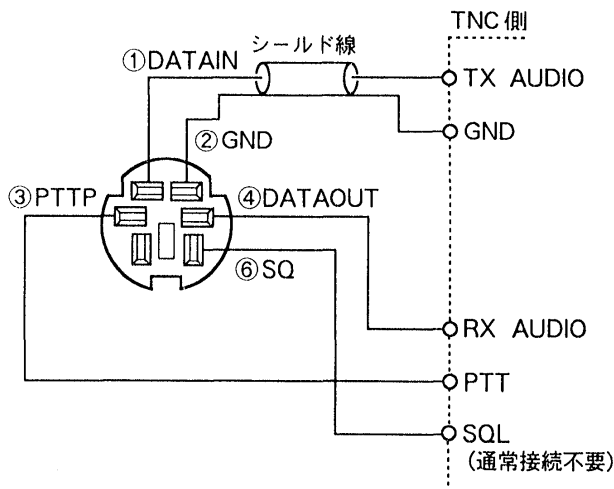 TNC側
シールド線
①DATAIN
TX AUDIO
GND
②GND
③PTTP
④DATAOUT
⑥SQ
RX AUDIO
PTT
SQL
(通常接続不要)